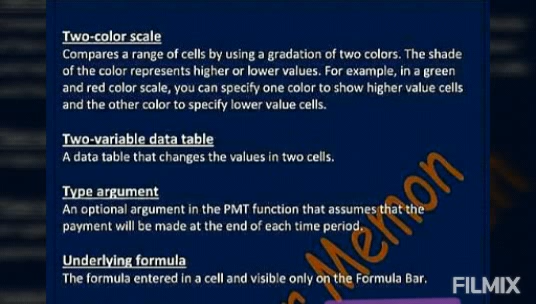 Two-color scale
Compares a range of cells by using a gradation of two colors. The shade
of the color represents higher or lower values. For example, in a green
and red color scale, you can specify one color to show higher value cells
and the other color to specify lower value cells.
Two-variable data table
A data table that changes the values in two cells.
Type argument
An optional argument in the PMT function that assumes that the
payment will be made at the end of each time period.
Underlying formula
The formula entered in a cell and visible only on the Formula Bar.
Memon
FILMIX